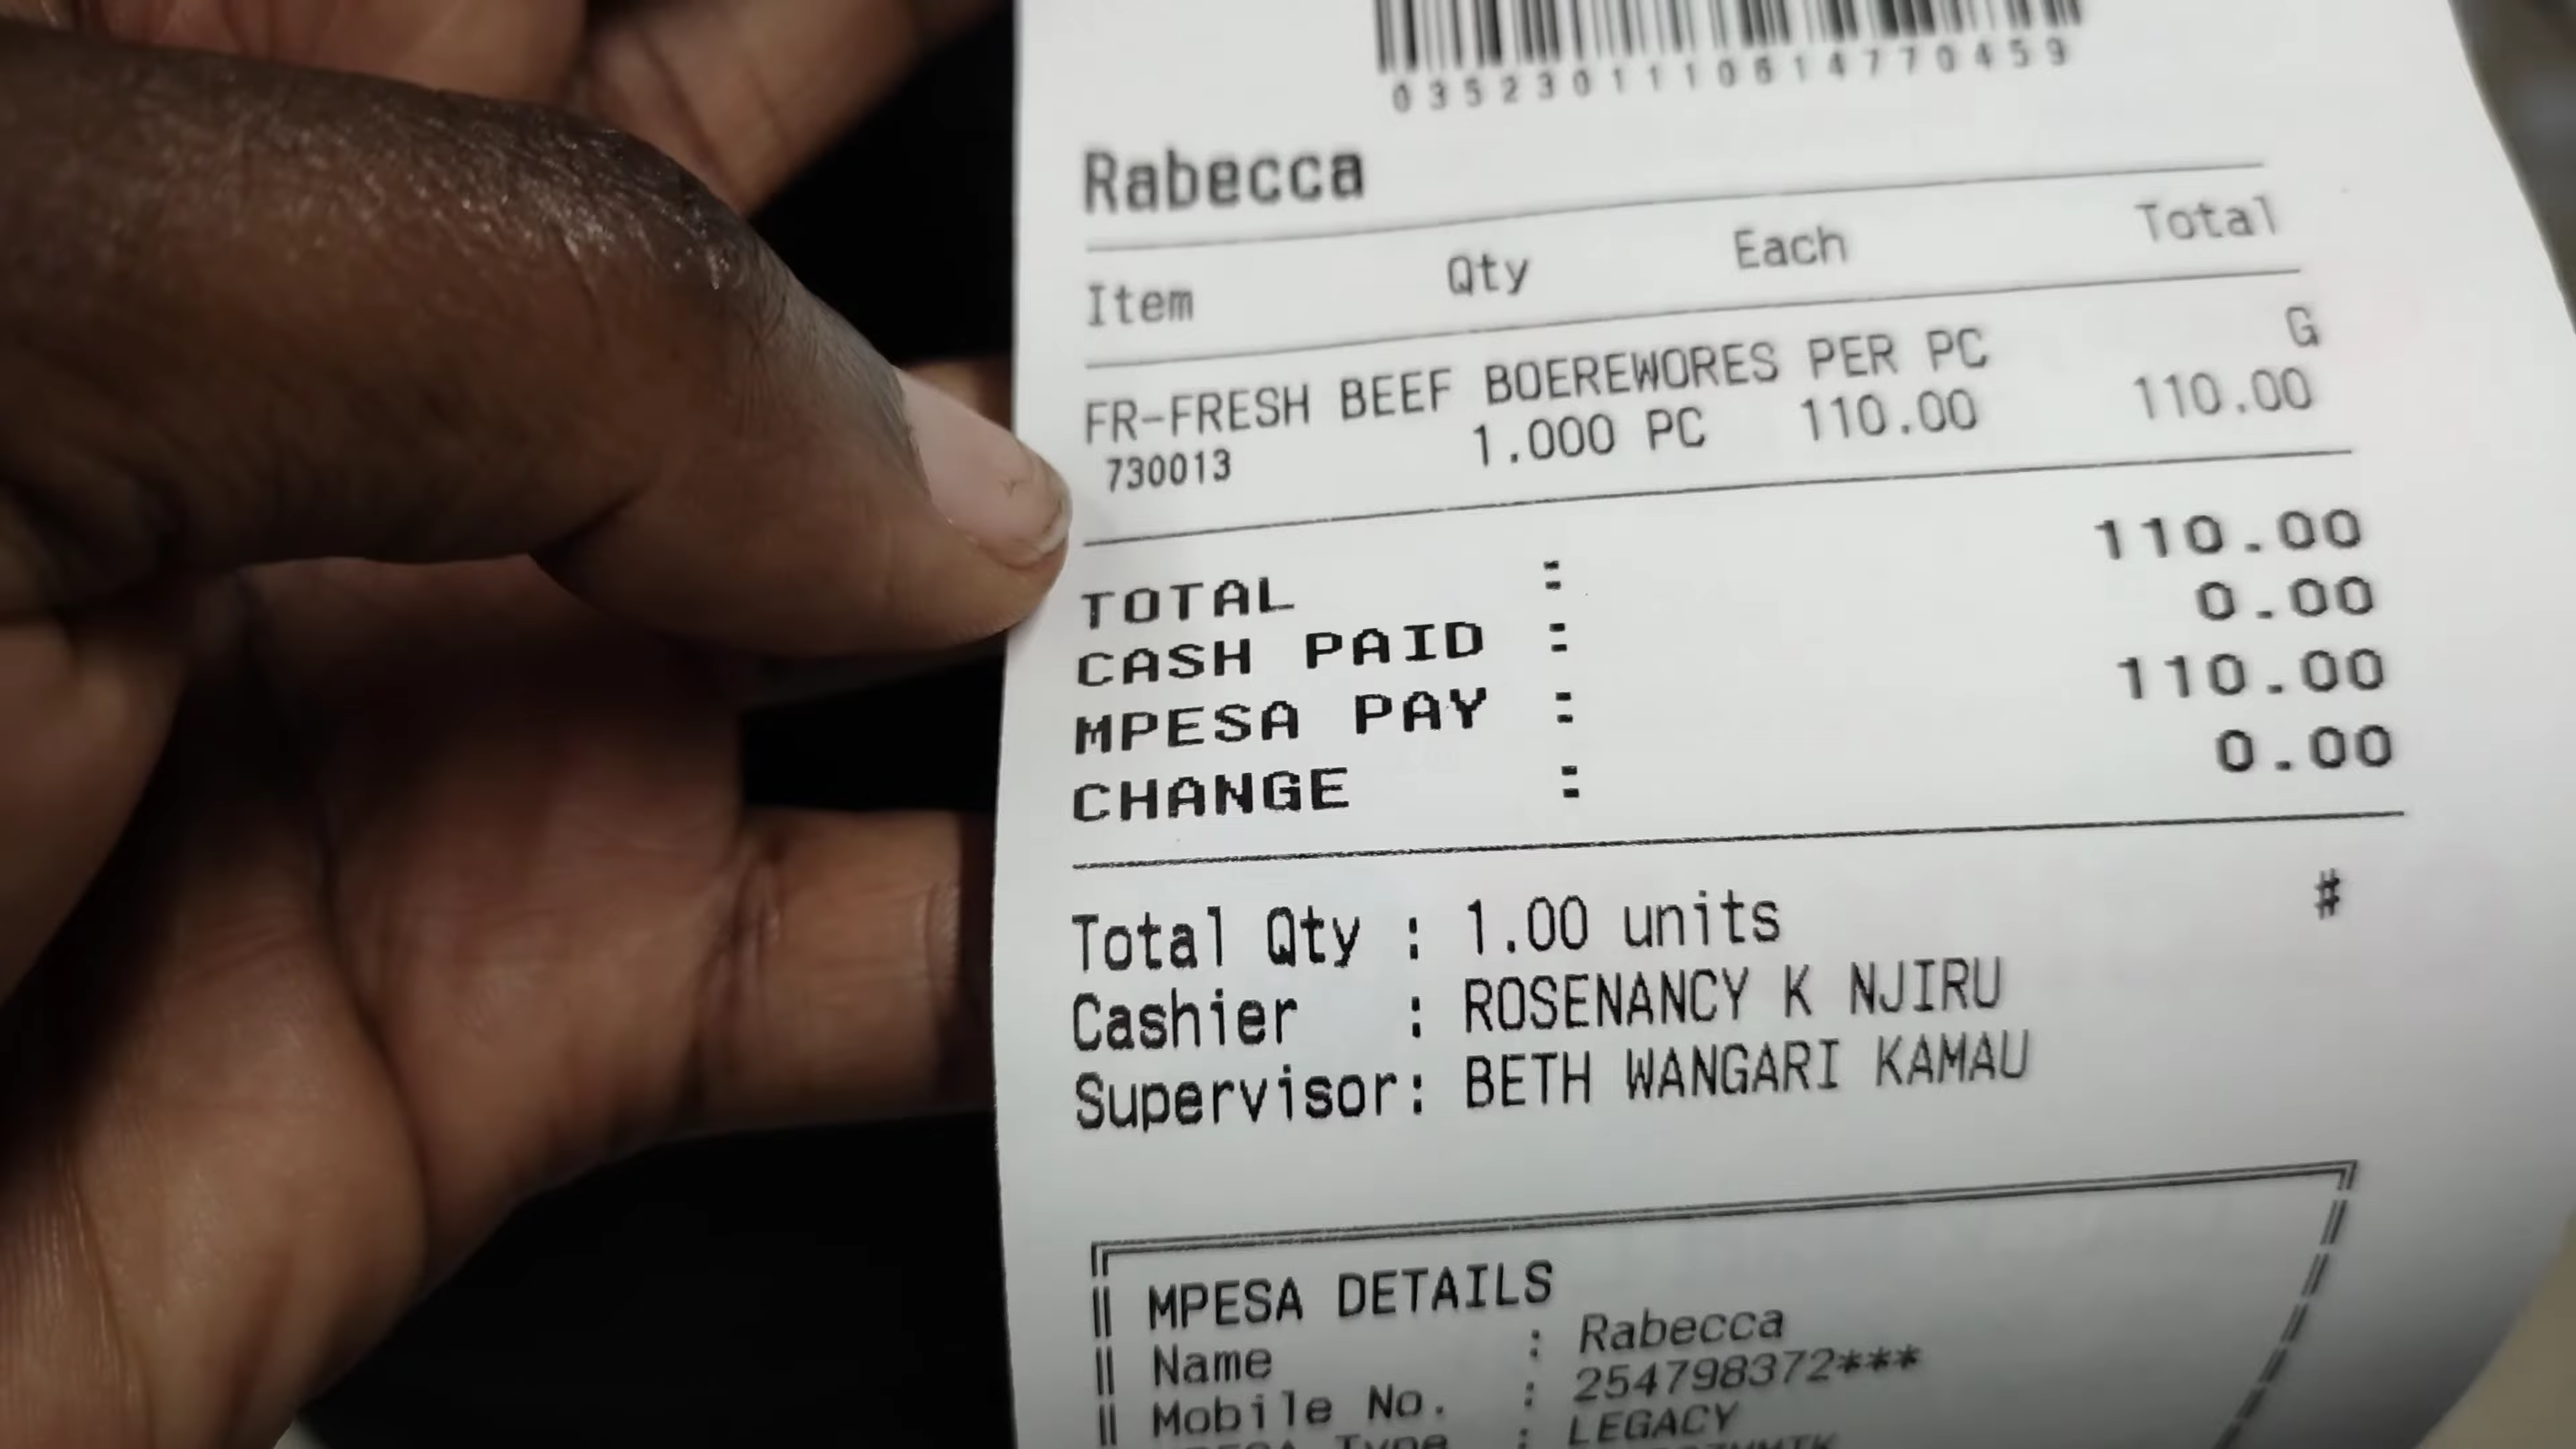 0352301110614770459
Rabecca
Item Qty Each Total
FR-FRESH BEEF BOEREWORES PER PC G
730013 1.000 PC 110.00 110.00
TOTAL : 110.00
CASH PAID : 0.00
MPESA PAY : 110.00
CHANGE : 0.00
Total Qty : 1.00 units #
Cashier : ROSENANCY K NJIRU
Supervisor: BETH WANGARI KAMAU
MPESA DETAILS
Name : Rabecca
Mobile No. : 254798372***
Type : LEGACY